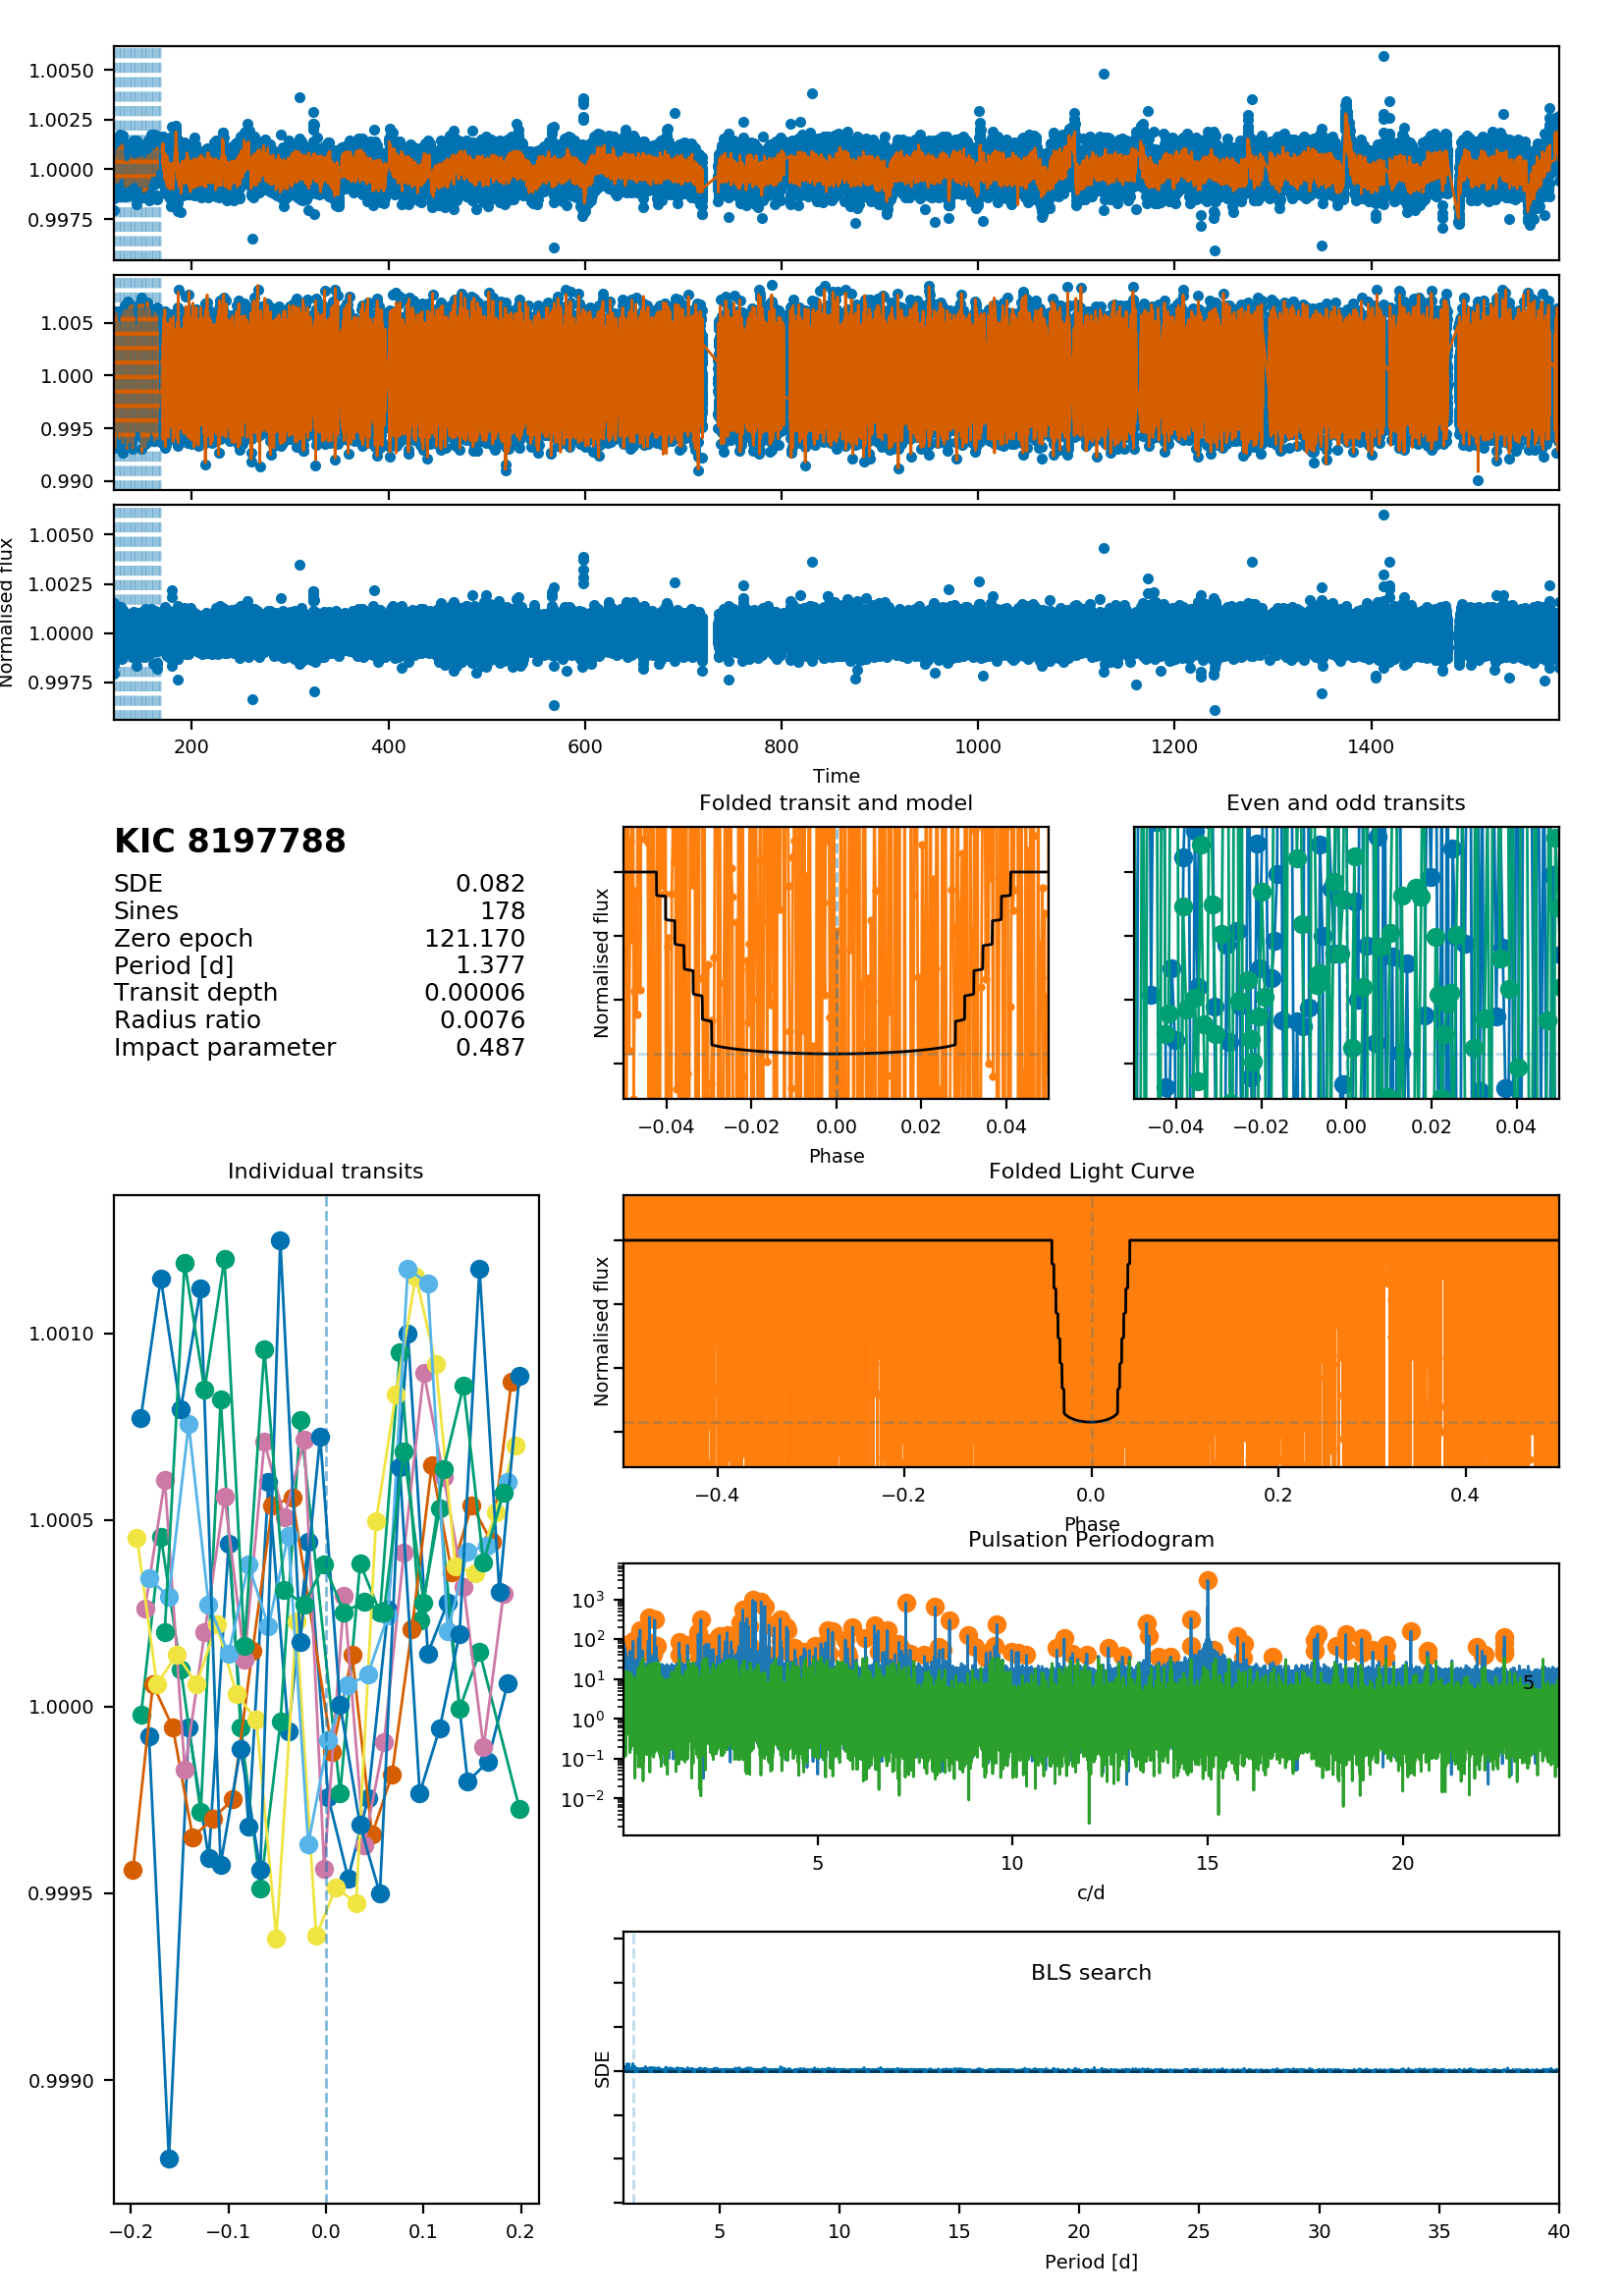 1.0050
1.0025
1.0000
0.9975
1.005
1.000
0.995
0.990
Normalised flux
1.0050
1.0025
1.0000
0.9975
200 400 600 800 1000 1200 1400
Time
KIC 8197788
SDE 0.082
Sines 178
Zero epoch 121.170
Period [d] 1.377
Transit depth 0.00006
Radius ratio 0.0076
Impact parameter 0.487
Folded transit and model
Normalised flux
−0.04 −0.02 0.00 0.02 0.04
Phase
Even and odd transits
−0.04 −0.02 0.00 0.02 0.04
Individual transits
1.0010
1.0005
1.0000
0.9995
0.9990
−0.2 −0.1 0.0 0.1 0.2
Folded Light Curve
Normalised flux
−0.4 −0.2 0.0 0.2 0.4
Phase
Pulsation Periodogram
10³
10²
10¹
10⁰
10⁻¹
10⁻²
5
5 10 15 20
c/d
BLS search
SDE
5 10 15 20 25 30 35 40
Period [d]